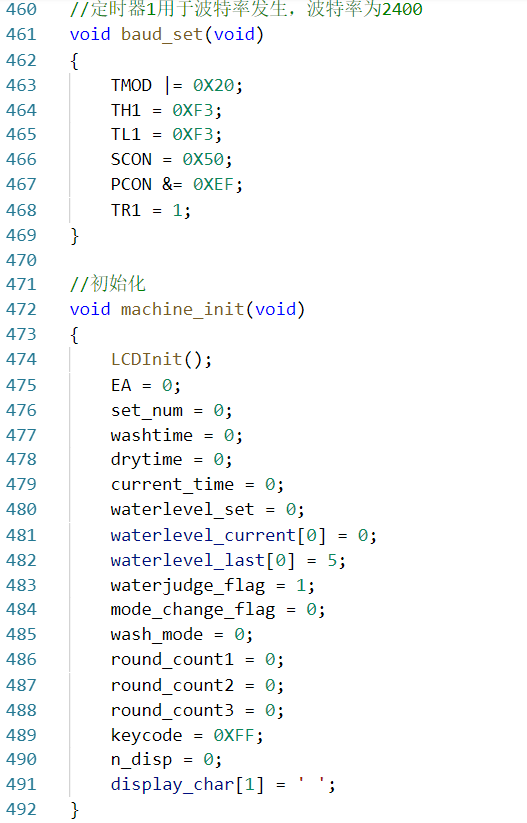 460 //定时器1用于波特率发生，波特率为2400
461 void baud_set(void)
462 {
463     TMOD |= 0X20;
464     TH1 = 0XF3;
465     TL1 = 0XF3;
466     SCON = 0X50;
467     PCON &= 0XEF;
468     TR1 = 1;
469 }
470
471 //初始化
472 void machine_init(void)
473 {
474     LCDInit();
475     EA = 0;
476     set_num = 0;
477     washtime = 0;
478     drytime = 0;
479     current_time = 0;
480     waterlevel_set = 0;
481     waterlevel_current[0] = 0;
482     waterlevel_last[0] = 5;
483     waterjudge_flag = 1;
484     mode_change_flag = 0;
485     wash_mode = 0;
486     round_count1 = 0;
487     round_count2 = 0;
488     round_count3 = 0;
489     keycode = 0XFF;
490     n_disp = 0;
491     display_char[1] = ' ';
492 }